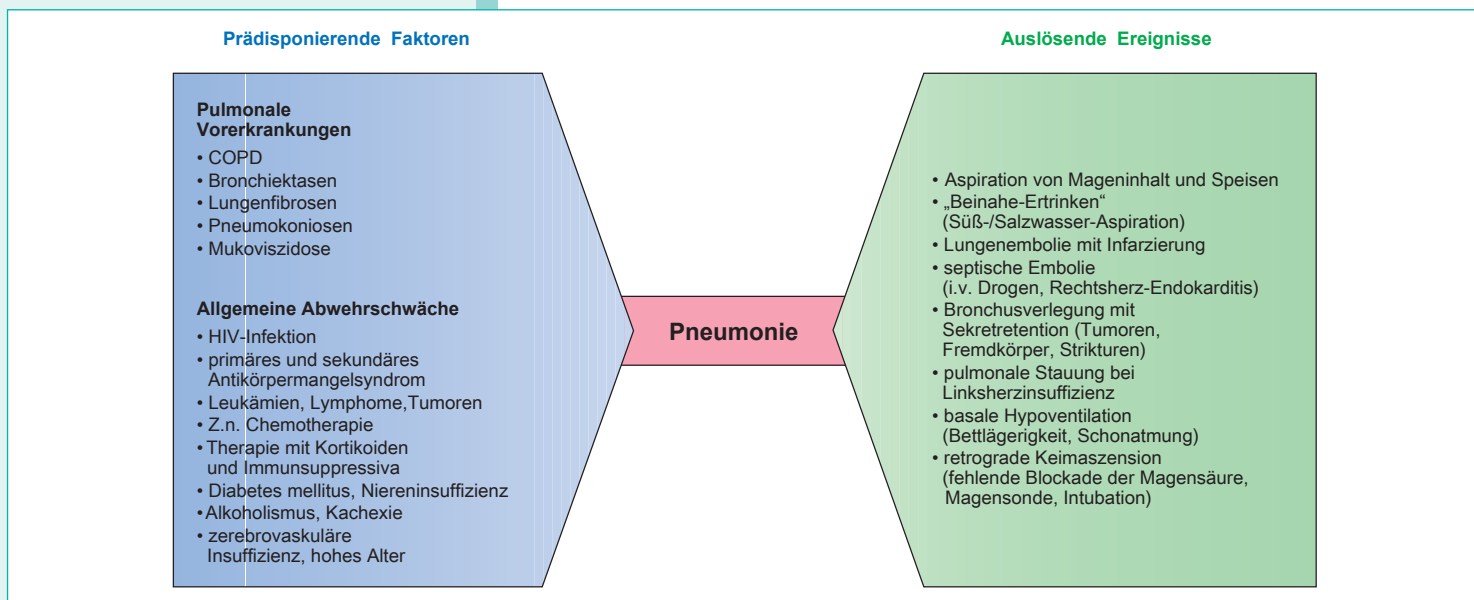 Prädisponierende Faktoren
Pulmonale
Vorerkrankungen
• COPD
• Bronchiektasen
• Lungenfibrosen
• Pneumokoniosen
• Mukoviszidose
Allgemeine Abwehrschwäche
• HIV-Infektion
• primäres und sekundäres
Antikörpermangelsyndrom
• Leukämien, Lymphome,Tumoren
• Z.n. Chemotherapie
• Therapie mit Kortikoiden
und Immunsuppressiva
• Diabetes mellitus, Niereninsuffizienz
• Alkoholismus, Kachexie
• zerebrovaskuläre
Insuffizienz, hohes Alter
Pneumonie
Auslösende Ereignisse
• Aspiration von Mageninhalt und Speisen
• „Beinahe-Ertrinken“
(Süß-/Salzwasser-Aspiration)
• Lungenembolie mit Infarzierung
• septische Embolie
(i.v. Drogen, Rechtsherz-Endokarditis)
• Bronchusverlegung mit
Sekretretention (Tumoren,
Fremdkörper, Strikturen)
• pulmonale Stauung bei
Linksherzinsuffizienz
• basale Hypoventilation
(Bettlägerigkeit, Schonatmung)
• retrograde Keimaszension
(fehlende Blockade der Magensäure,
Magensonde, Intubation)